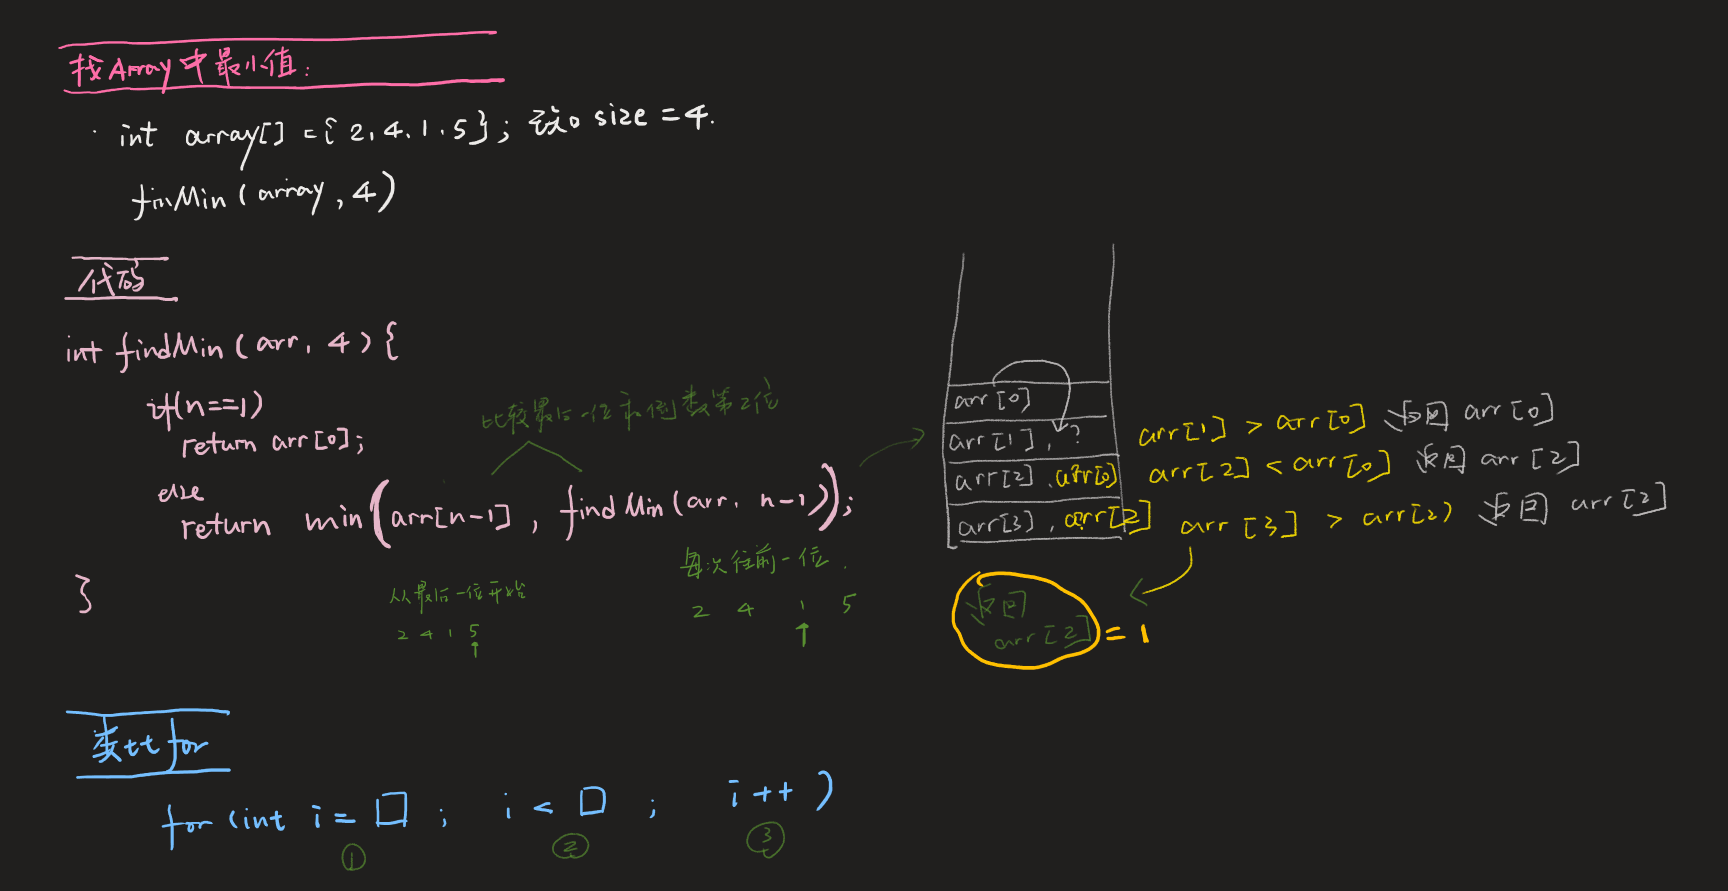 找Array中最小值:
int array[] = { 2, 4, 1, 5 }; size = 4.
finMin (array, 4)
代码
int findMin (arr, 4) {
if(n==1)
return arr[0];
else
return min(arr[n-1], findMin(arr, n-1));
}
比较最后一位和倒数第2位
从最后一位开始
2 4 1 5
每次往前一位.
2 4 1 5
arr[0]
arr[1], ? arr[1] > arr[0] 返回 arr[0]
arr[2], arr[0] arr[2] < arr[0] 返回 arr[2]
arr[3], arr[2] arr[3] > arr[2] 返回 arr[2]
返回
arr[2] = 1
类tt for
for (int i = □ ; i < □ ; i++ )
① ② ③